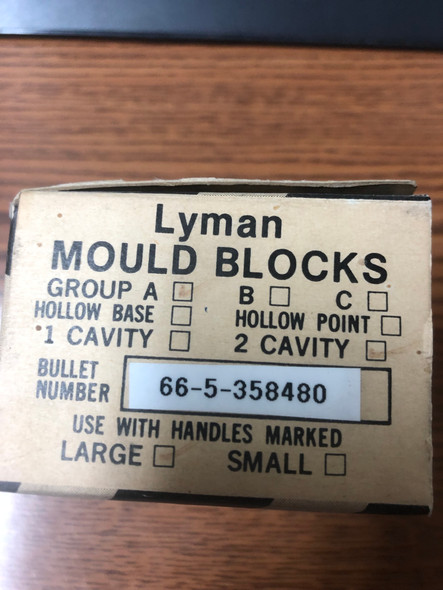 Lyman
MOULD BLOCKS
GROUP A B C
HOLLOW BASE HOLLOW POINT
1 CAVITY 2 CAVITY
BULLET
NUMBER 66-5-358480
USE WITH HANDLES MARKED
LARGE SMALL